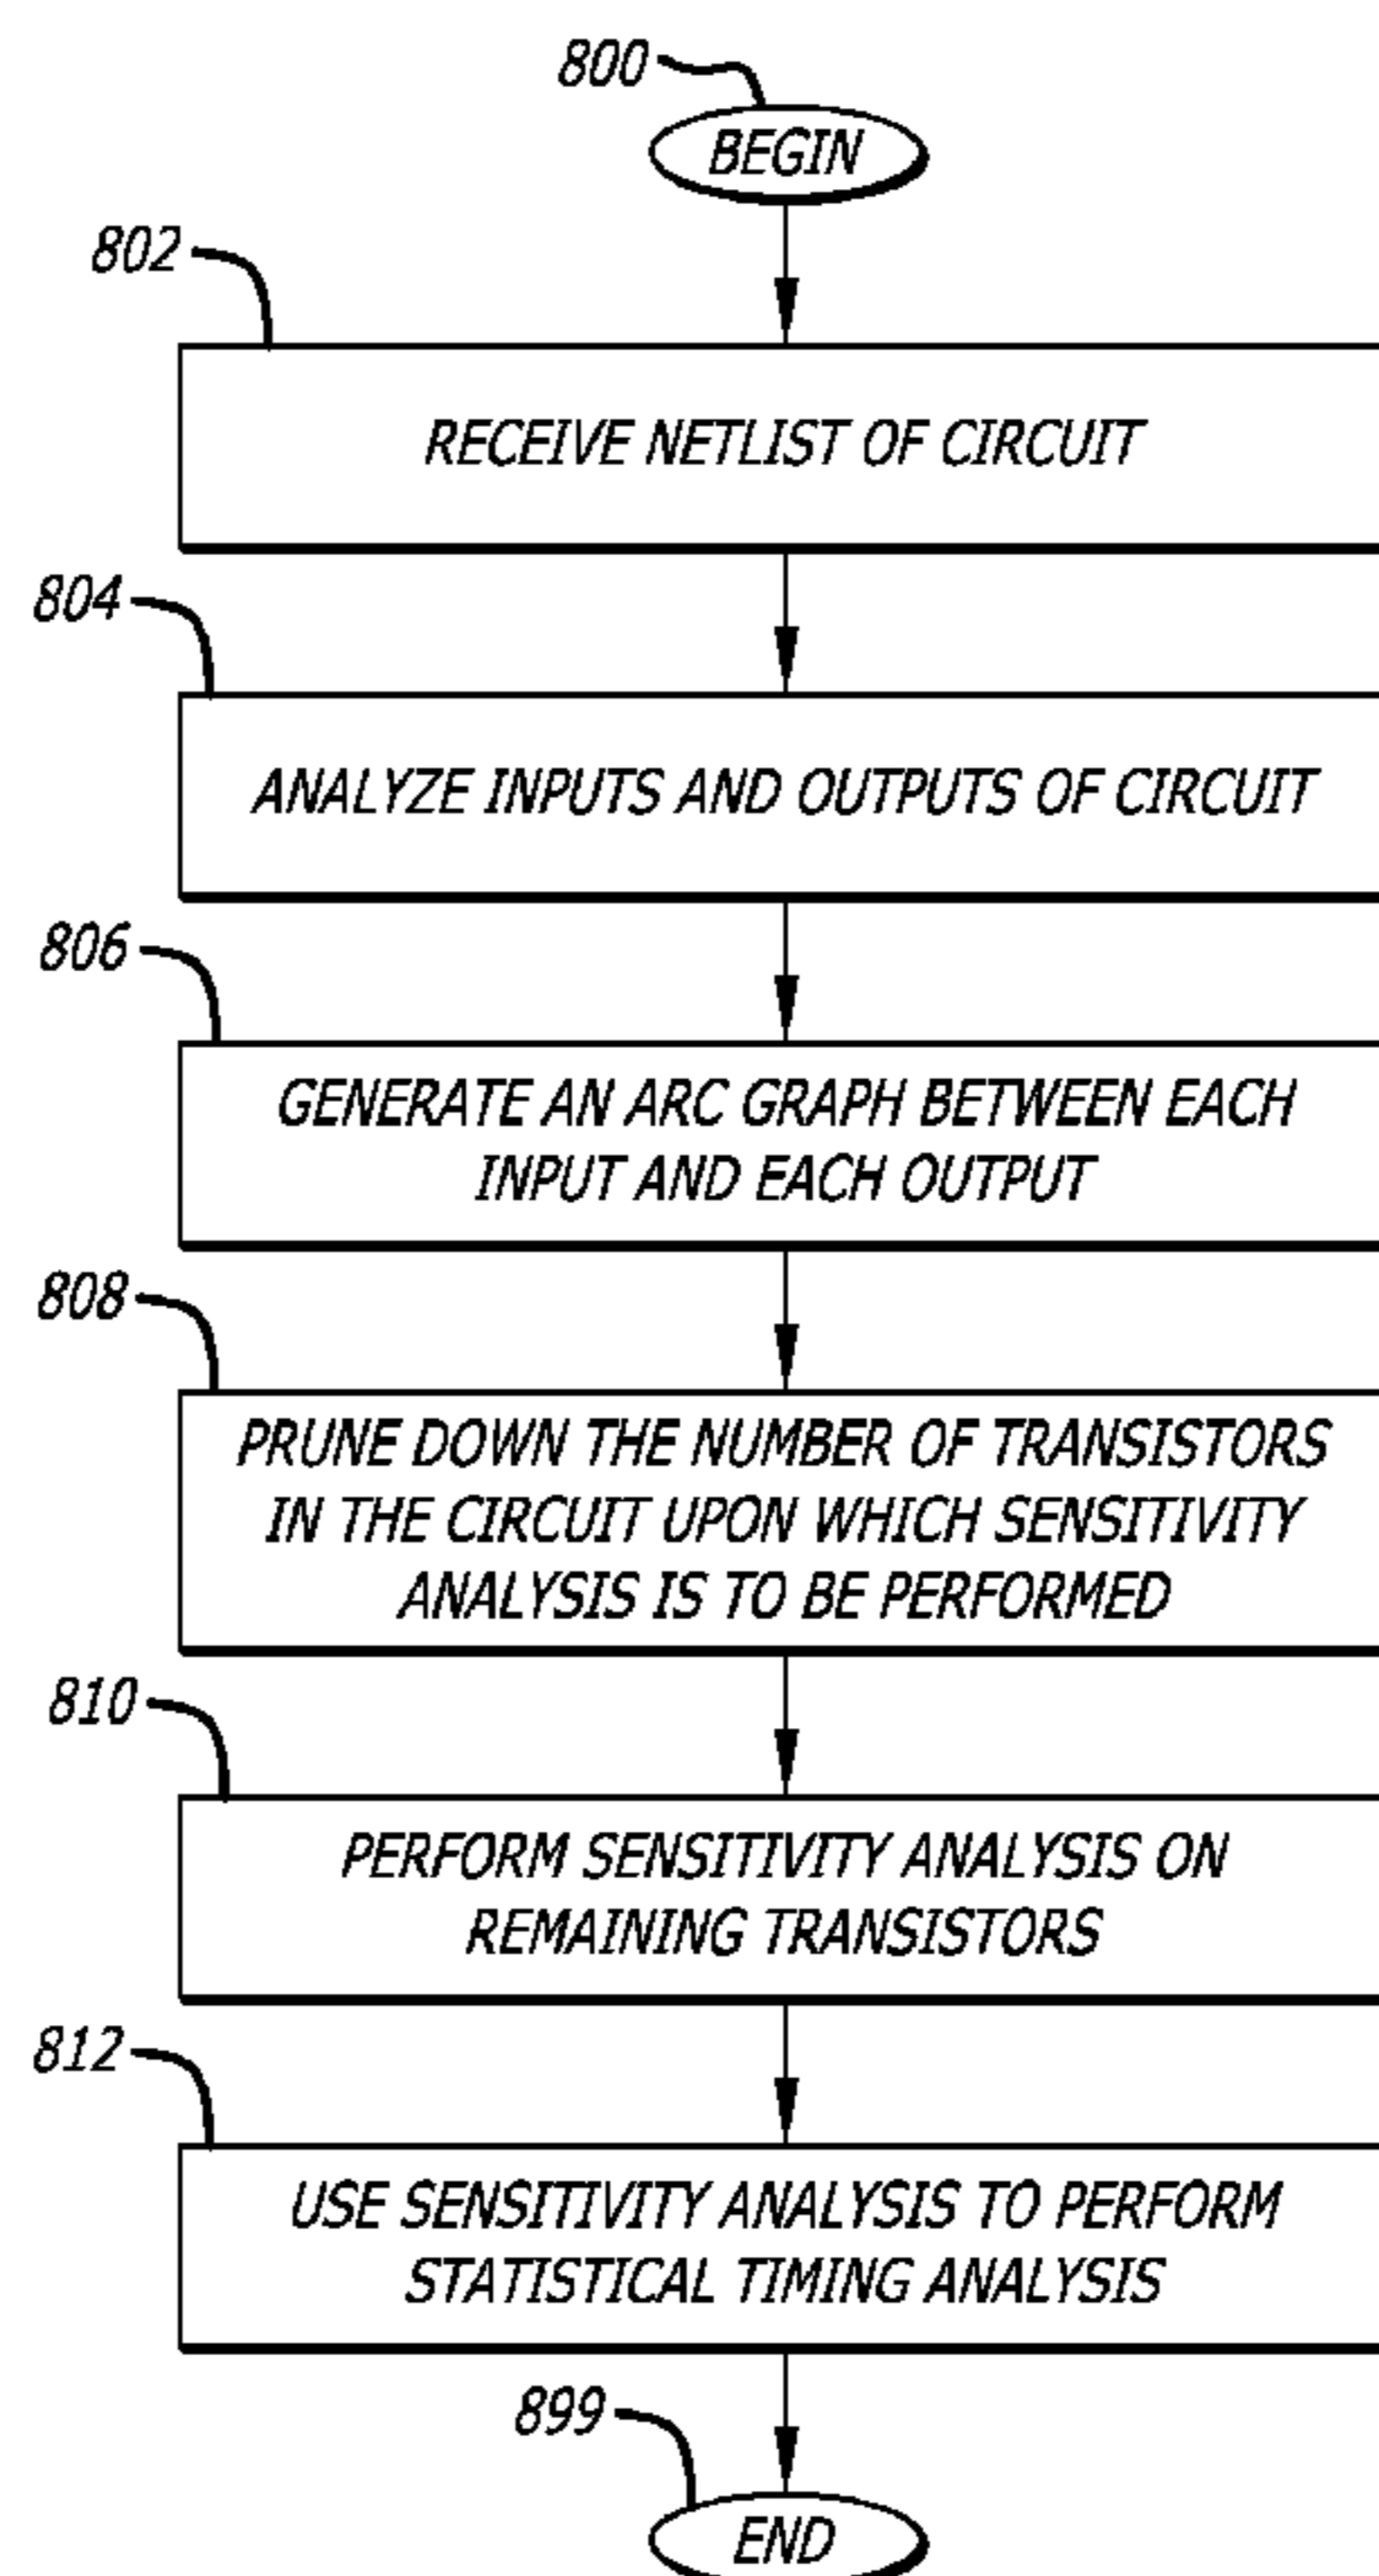 800
BEGIN
802
RECEIVE NETLIST OF CIRCUIT
804
ANALYZE INPUTS AND OUTPUTS OF CIRCUIT
806
GENERATE AN ARC GRAPH BETWEEN EACH
INPUT AND EACH OUTPUT
808
PRUNE DOWN THE NUMBER OF TRANSISTORS
IN THE CIRCUIT UPON WHICH SENSITIVITY
ANALYSIS IS TO BE PERFORMED
810
PERFORM SENSITIVITY ANALYSIS ON
REMAINING TRANSISTORS
812
USE SENSITIVITY ANALYSIS TO PERFORM
STATISTICAL TIMING ANALYSIS
899
END